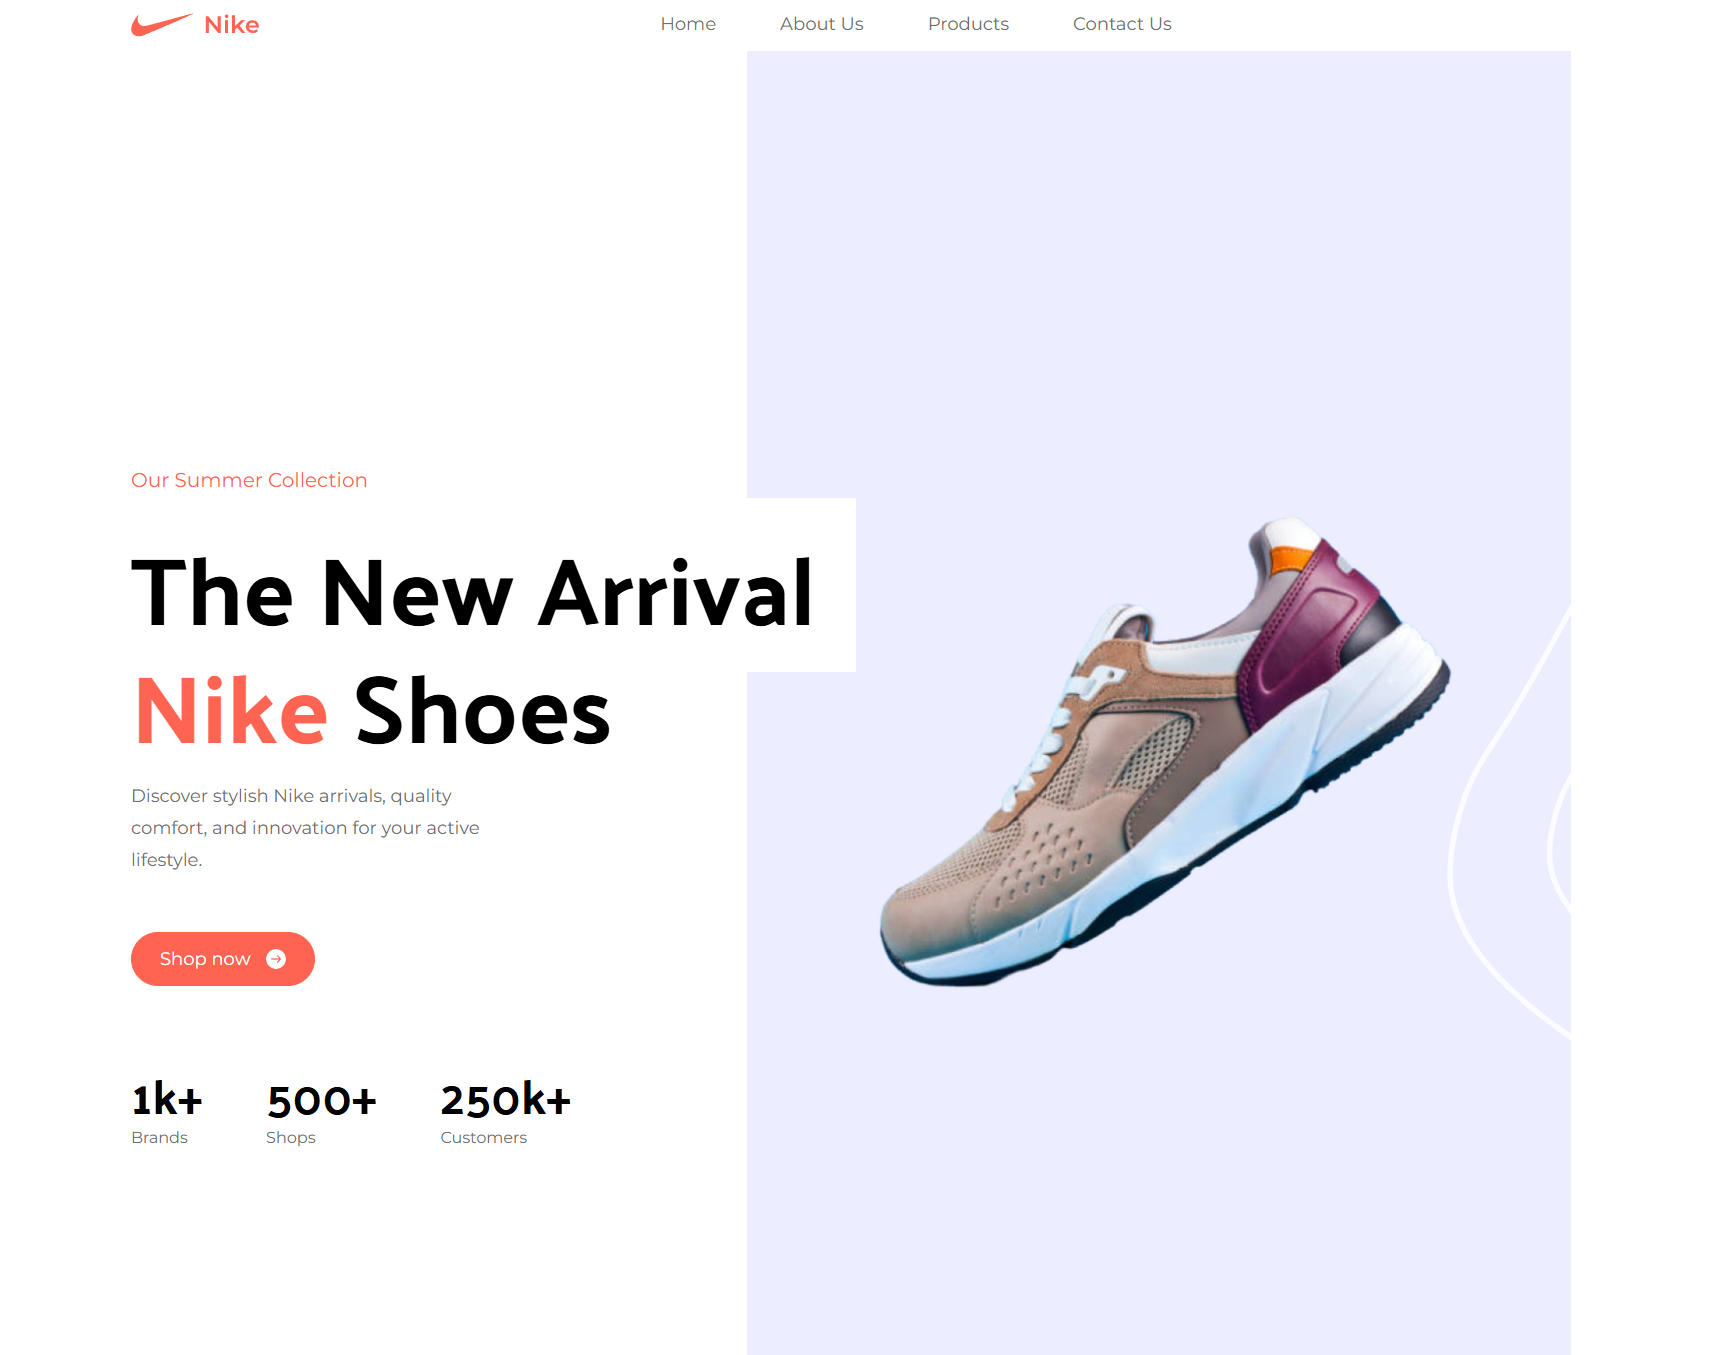 Nike
Home
About Us
Products
Contact Us
Our Summer Collection
The New Arrival
Nike Shoes
Discover stylish Nike arrivals, quality
comfort, and innovation for your active
lifestyle.
Shop now
1k+
Brands
500+
Shops
250k+
Customers